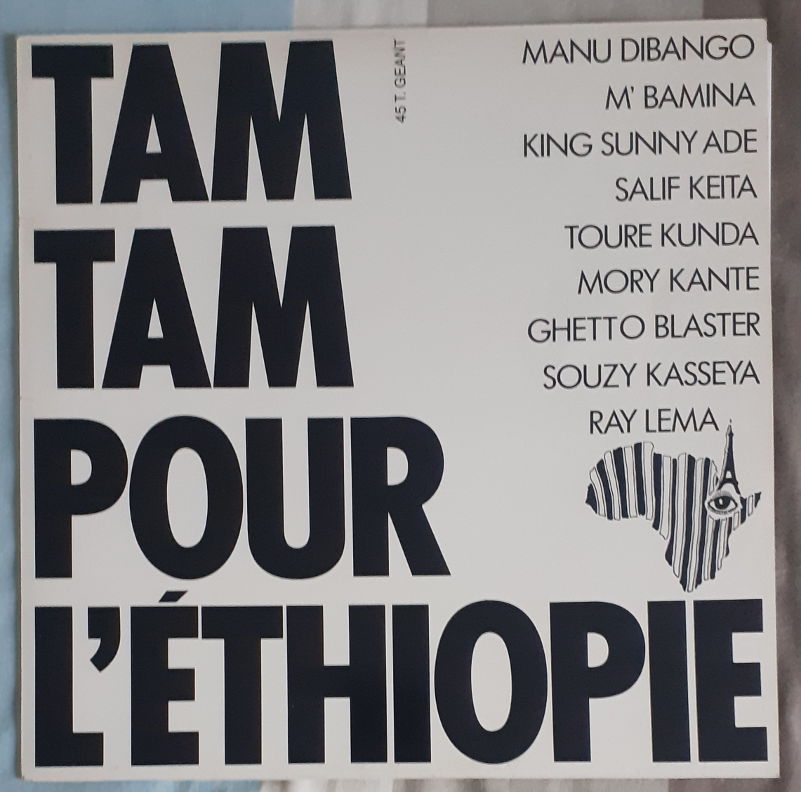 TAM
TAM
POUR
L'ÉTHIOPIE
45 T. GEANT
MANU DIBANGO
M' BAMINA
KING SUNNY ADE
SALIF KEITA
TOURE KUNDA
MORY KANTE
GHETTO BLASTER
SOUZY KASSEYA
RAY LEMA